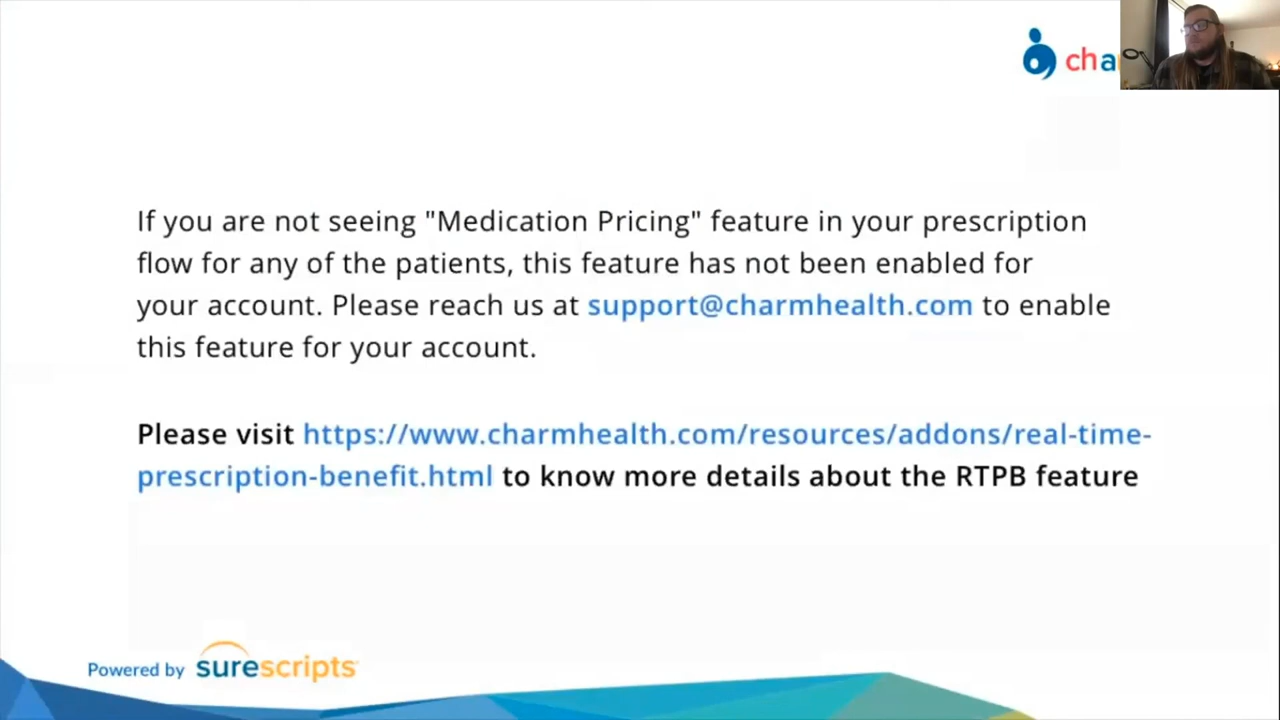 cha
If you are not seeing "Medication Pricing" feature in your prescription
flow for any of the patients, this feature has not been enabled for
your account. Please reach us at support@charmhealth.com to enable
this feature for your account.
Please visit https://www.charmhealth.com/resources/addons/real-time-
prescription-benefit.html to know more details about the RTPB feature
Powered by surescripts